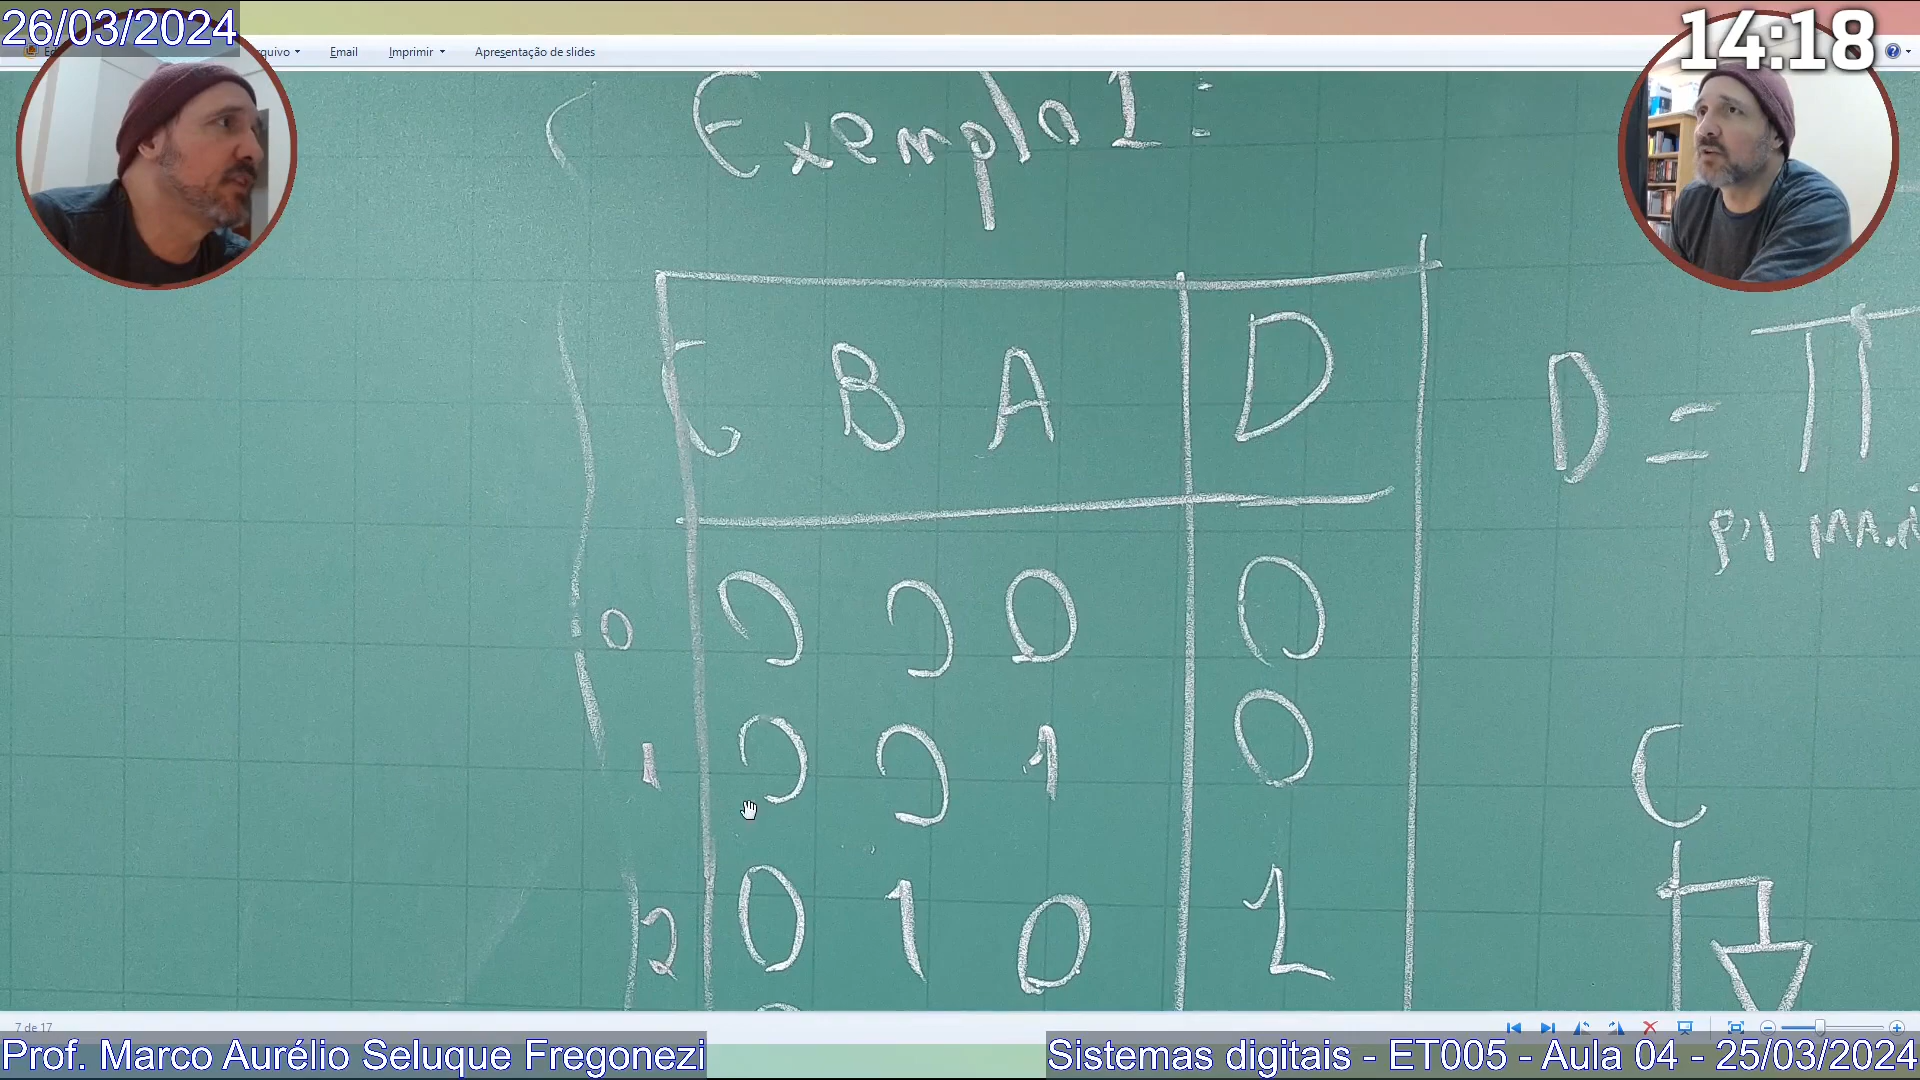 26/03/2024
14:18
Email
Imprimir
Apresentação de slides
Exemplo 1:
C B A D
D = Π
PI
0 0 0 0 0
1 0 0 1 0
C
2 0 1 0 1
7 de 17
Prof. Marco Aurélio Seluque Fregonezi
Sistemas digitais - ET005 - Aula 04 - 25/03/2024